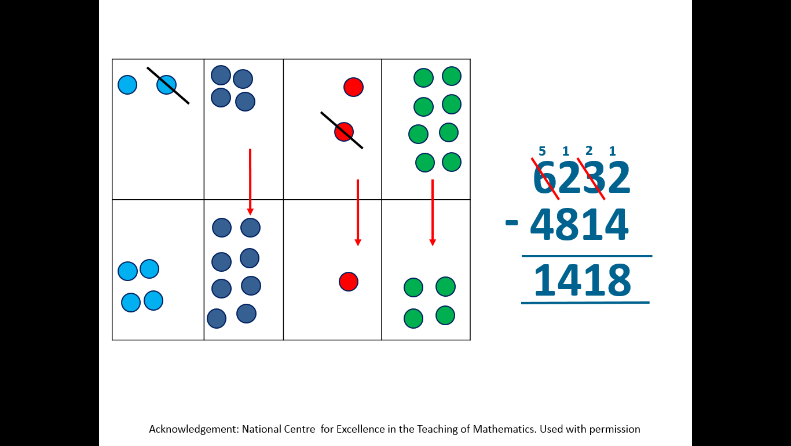 5 1 2 1
6232
- 4814
1418
Acknowledgement: National Centre for Excellence in the Teaching of Mathematics. Used with permission